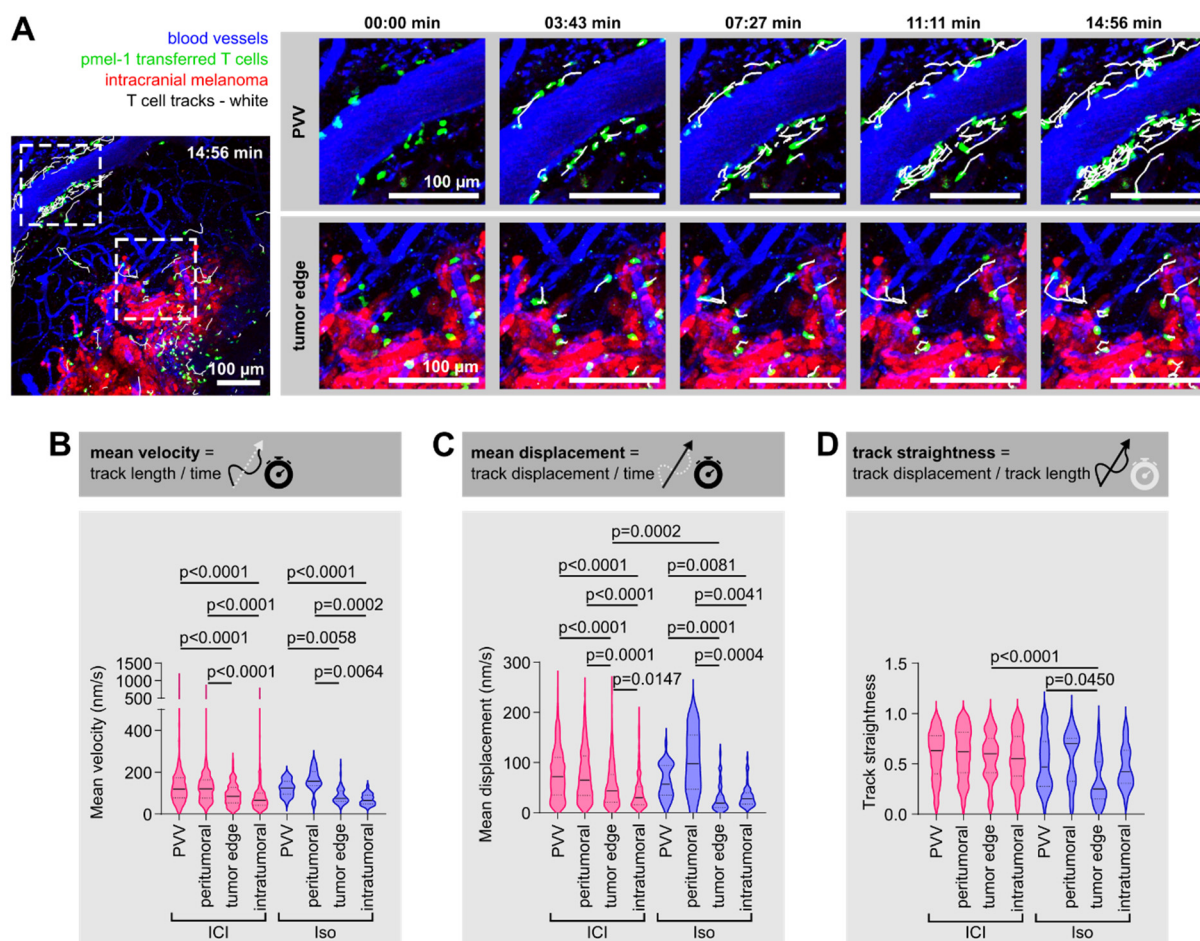 A
blood vessels
pmel-1 transferred T cells
intracranial melanoma
T cell tracks - white
14:56 min
100 µm
00:00 min
03:43 min
07:27 min
11:11 min
14:56 min
PVV
100 µm
tumor edge
100 µm
B
mean velocity =
track length / time
p<0.0001
p<0.0001
p<0.0001
p=0.0002
p<0.0001
p=0.0058
p<0.0001
p=0.0064
Mean velocity (nm/s)
1500
1000
500
400
200
0
PVV
peritumoral
tumor edge
intratumoral
PVV
peritumoral
tumor edge
intratumoral
ICI
Iso
C
mean displacement =
track displacement / time
p=0.0002
p<0.0001
p=0.0081
p<0.0001
p=0.0041
p<0.0001
p=0.0001
p=0.0001
p=0.0004
p=0.0147
Mean displacement (nm/s)
300
200
100
0
PVV
peritumoral
tumor edge
intratumoral
PVV
peritumoral
tumor edge
intratumoral
ICI
Iso
D
track straightness =
track displacement / track length
p<0.0001
p=0.0450
Track straightness
1.5
1.0
0.5
0.0
PVV
peritumoral
tumor edge
intratumoral
PVV
peritumoral
tumor edge
intratumoral
ICI
Iso